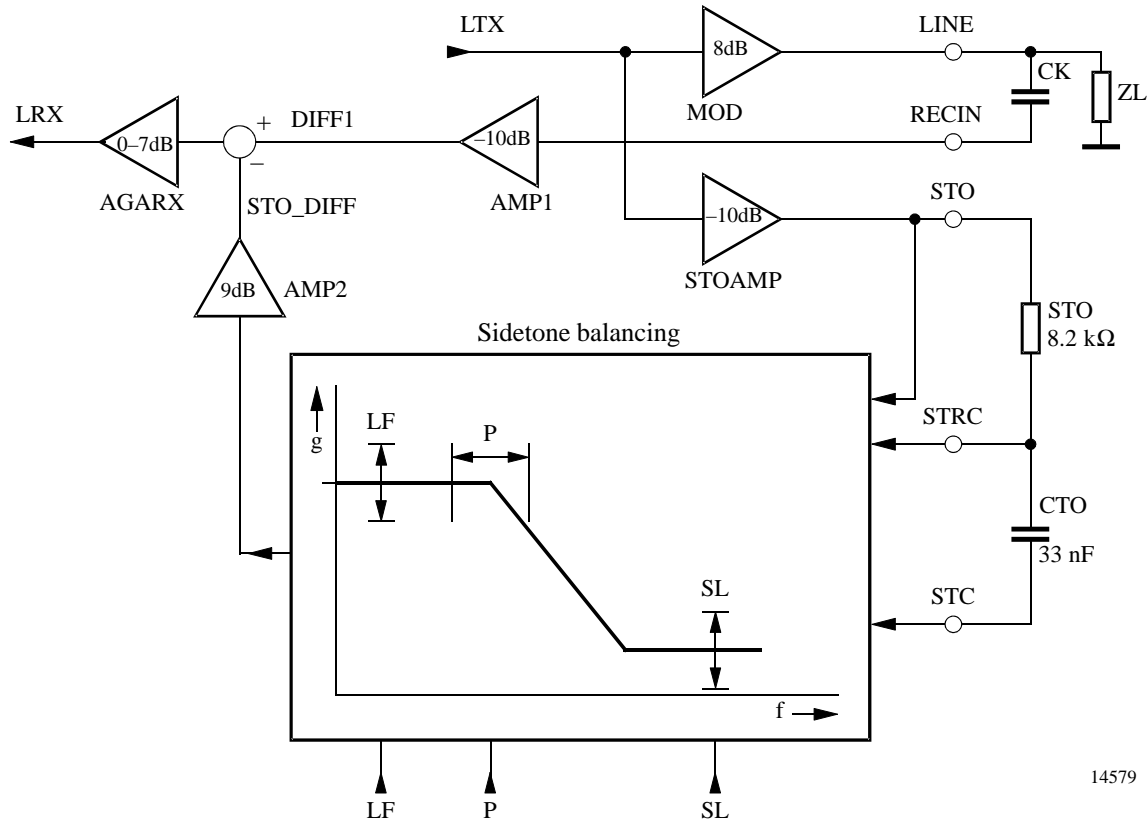 LTX
8dB
MOD
LINE
CK
ZL
LRX
0–7dB
AGARX
+
−
DIFF1
–10dB
AMP1
RECIN
STO_DIFF
–10dB
STOAMP
STO
9dB
AMP2
STO
8.2 kΩ
Sidetone balancing
g
LF
P
STRC
CTO
33 nF
SL
STC
f
LF
P
SL
14579